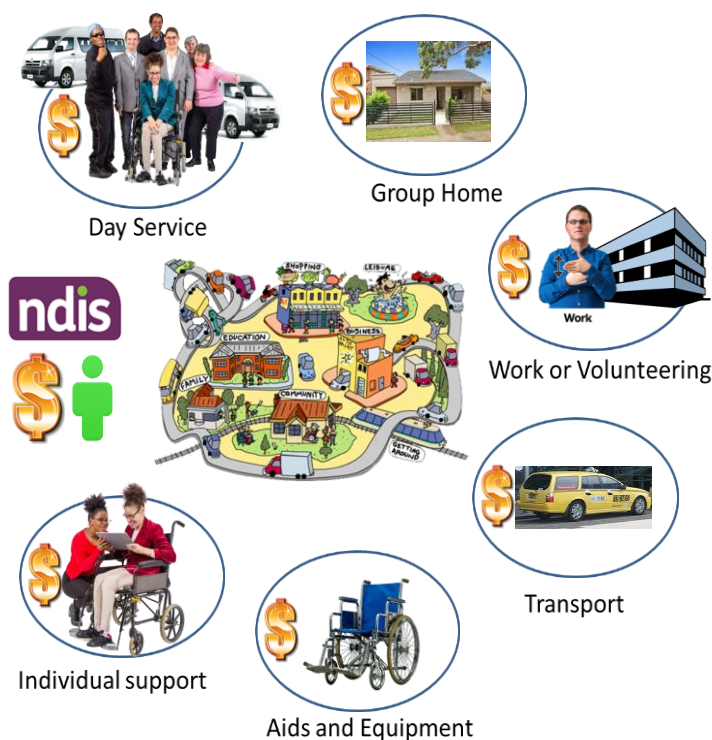 Day Service
Group Home
Work
Work or Volunteering
ndis
SHOPPING
LEISURE
EDUCATION
BUSINESS
FAMILY
COMMUNITY
GETTING
AROUND
Transport
Individual support
Aids and Equipment